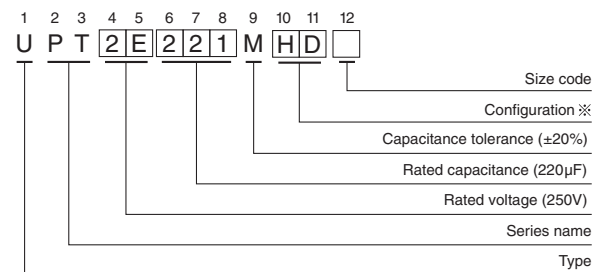 1 2 3 4 5 6 7 8 9 10 11 12
U P T 2 E 2 2 1 M H D
Size code
Configuration ※
Capacitance tolerance (±20%)
Rated capacitance (220µF)
Rated voltage (250V)
Series name
Type